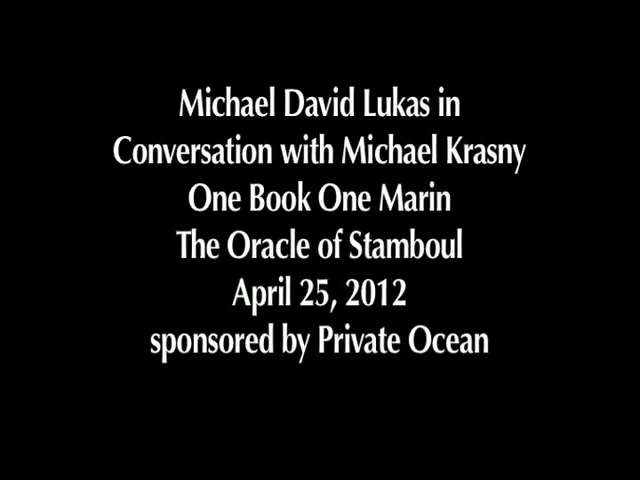 Michael David Lukas in
Conversation with Michael Krasny
One Book One Marin
The Oracle of Stamboul
April 25, 2012
sponsored by Private Ocean